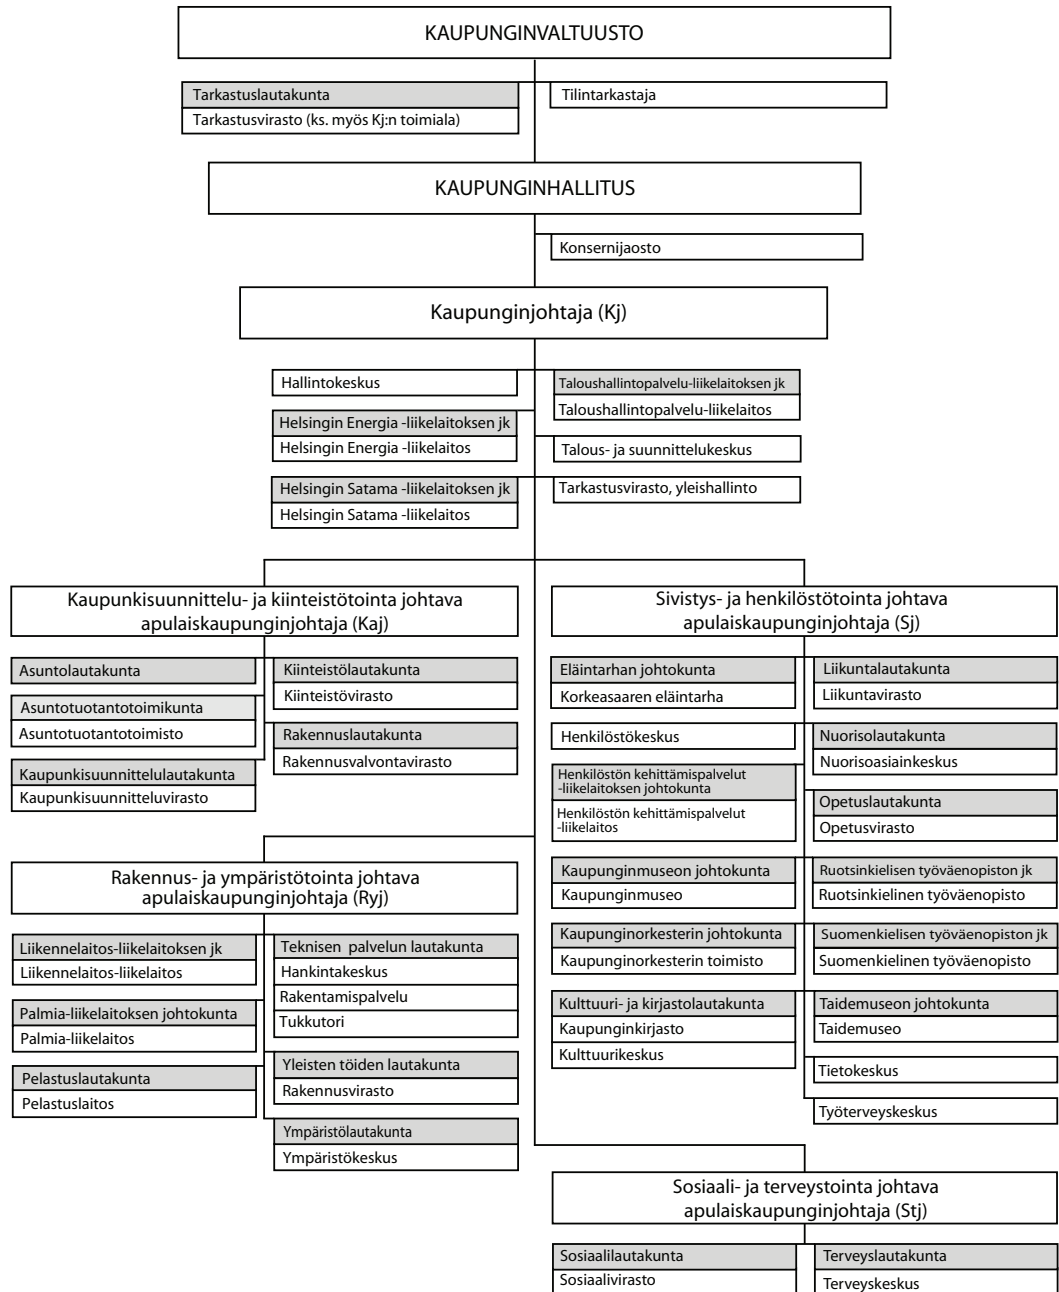 KAUPUNGINVALTUUSTO
Tarkastuslautakunta
Tarkastusvirasto (ks. myös Kj:n toimiala)
Tilintarkastaja
KAUPUNGINHALLITUS
Konsernijaosto
Kaupunginjohtaja (Kj)
Hallintokeskus
Helsingin Energia -liikelaitoksen jk
Helsingin Energia -liikelaitos
Helsingin Satama -liikelaitoksen jk
Helsingin Satama -liikelaitos
Taloushallintopalvelu-liikelaitoksen jk
Taloushallintopalvelu-liikelaitos
Talous- ja suunnittelukeskus
Tarkastusvirasto, yleishallinto
Kaupunkisuunnittelu- ja kiinteistötointa johtava
apulaiskaupunginjohtaja (Kaj)
Asuntolautakunta
Asuntotuotantotoimikunta
Asuntotuotantotoimisto
Kaupunkisuunnittelulautakunta
Kaupunkisuunnitteluvirasto
Kiinteistölautakunta
Kiinteistövirasto
Rakennuslautakunta
Rakennusvalvontavirasto
Sivistys- ja henkilöstötointa johtava
apulaiskaupunginjohtaja (Sj)
Eläintarhan johtokunta
Korkeasaaren eläintarha
Henkilöstökeskus
Henkilöstön kehittämispalvelut
-liikelaitoksen johtokunta
Henkilöstön kehittämispalvelut
-liikelaitos
Kaupunginmuseon johtokunta
Kaupunginmuseo
Kaupunginorkesterin johtokunta
Kaupunginorkesterin toimisto
Kulttuuri- ja kirjastolautakunta
Kaupunginkirjasto
Kulttuurikeskus
Liikuntalautakunta
Liikuntavirasto
Nuorisolautakunta
Nuorisoasiainkeskus
Opetuslautakunta
Opetusvirasto
Ruotsinkielisen työväenopiston jk
Ruotsinkielinen työväenopisto
Suomenkielisen työväenopiston jk
Suomenkielinen työväenopisto
Taidemuseon johtokunta
Taidemuseo
Tietokeskus
Työterveyskeskus
Rakennus- ja ympäristötointa johtava
apulaiskaupunginjohtaja (Ryj)
Liikennelaitos-liikelaitoksen jk
Liikennelaitos-liikelaitos
Palmia-liikelaitoksen johtokunta
Palmia-liikelaitos
Pelastuslautakunta
Pelastuslaitos
Teknisen palvelun lautakunta
Hankintakeskus
Rakentamispalvelu
Tukkutori
Yleisten töiden lautakunta
Rakennusvirasto
Ympäristölautakunta
Ympäristökeskus
Sosiaali- ja terveystointa johtava
apulaiskaupunginjohtaja (Stj)
Sosiaalilautakunta
Sosiaalivirasto
Terveyslautakunta
Terveyskeskus